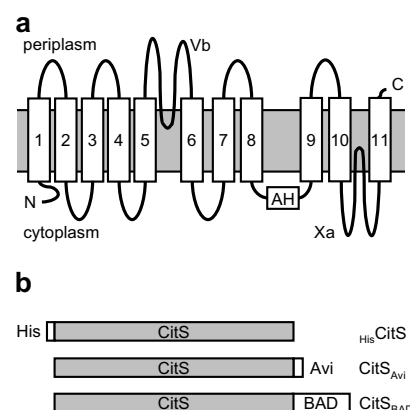 a
periplasm
Vb
C
1 2 3 4 5 6 7 8 9 10 11
N
AH
cytoplasm
Xa
b
His CitS HisCitS
CitS Avi CitSAvi
CitS BAD CitSBAD